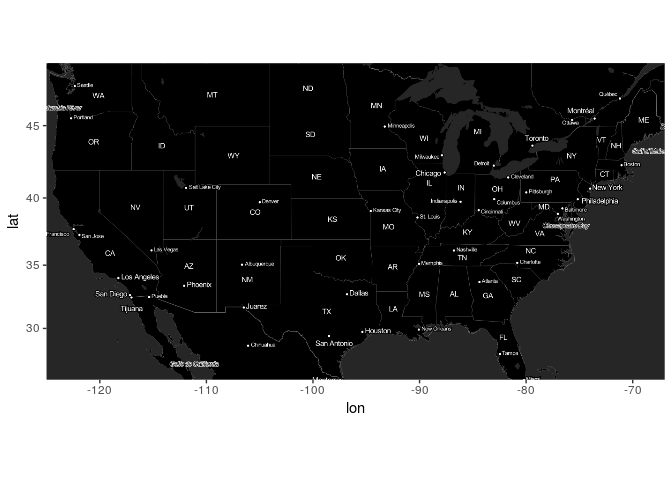 Seattle
WA
Portland
OR
ID
MT
ND
SD
WY
NE
MN
Minneapolis
WI
Milwaukee
Chicago
IL
MI
Detroit
Toronto
Ottawa
Montréal
Québec
ME
VT
NH
NY
Boston
CT
New York
PA
Philadelphia
Cleveland
Pittsburgh
IN
Indianapolis
OH
Columbus
Cincinnati
MD
Baltimore
Washington
WV
VA
IA
Salt Lake City
UT
NV
Denver
CO
KS
Kansas City
MO
St. Louis
KY
Francisco
San Jose
CA
Las Vegas
Los Angeles
San Diego
Tijuana
Puebla
AZ
Phoenix
Albuquerque
NM
Juarez
Chihuahua
OK
AR
Memphis
Nashville
TN
NC
Charlotte
SC
Atlanta
GA
AL
MS
LA
New Orleans
TX
Dallas
Houston
San Antonio
FL
Tampa
45
40
35
30
lat
-120
-110
-100
-90
-80
-70
lon